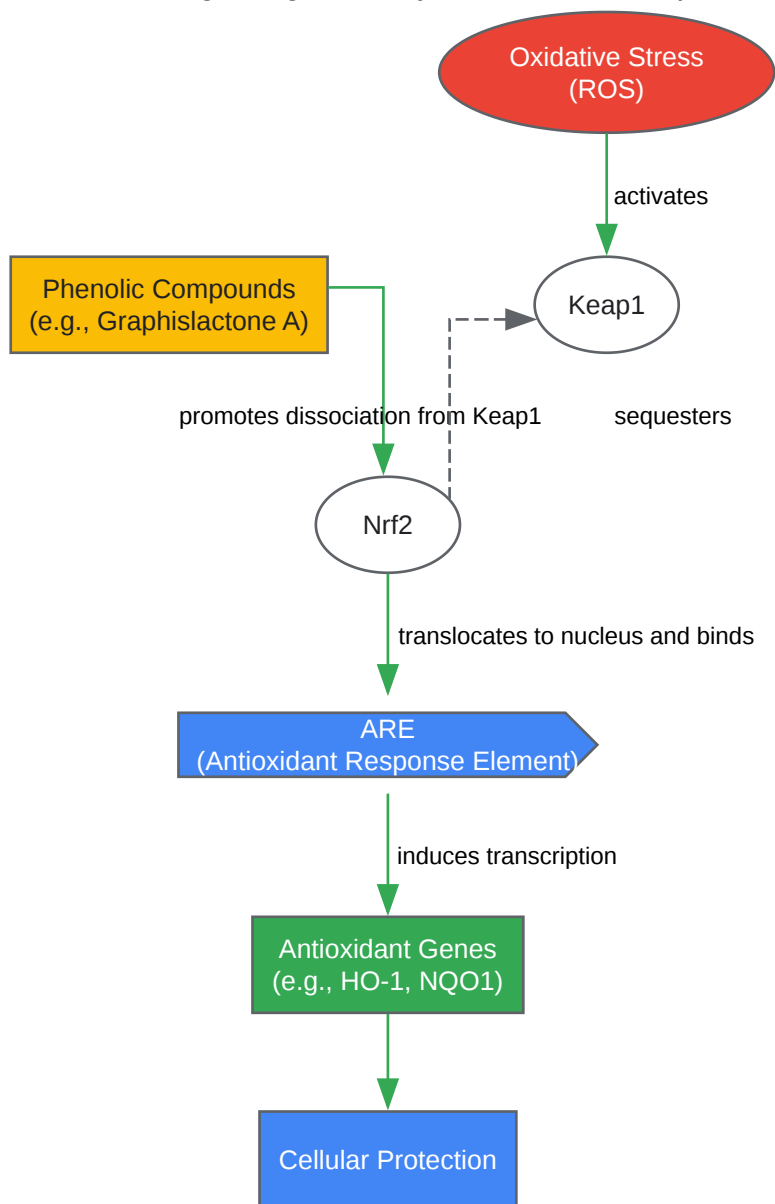 Oxidative Stress
(ROS)
activates
Phenolic Compounds
(e.g., Graphislactone A)
Keap1
promotes dissociation from Keap1
sequesters
Nrf2
translocates to nucleus and binds
ARE
(Antioxidant Response Element)
induces transcription
Antioxidant Genes
(e.g., HO-1, NQO1)
Cellular Protection